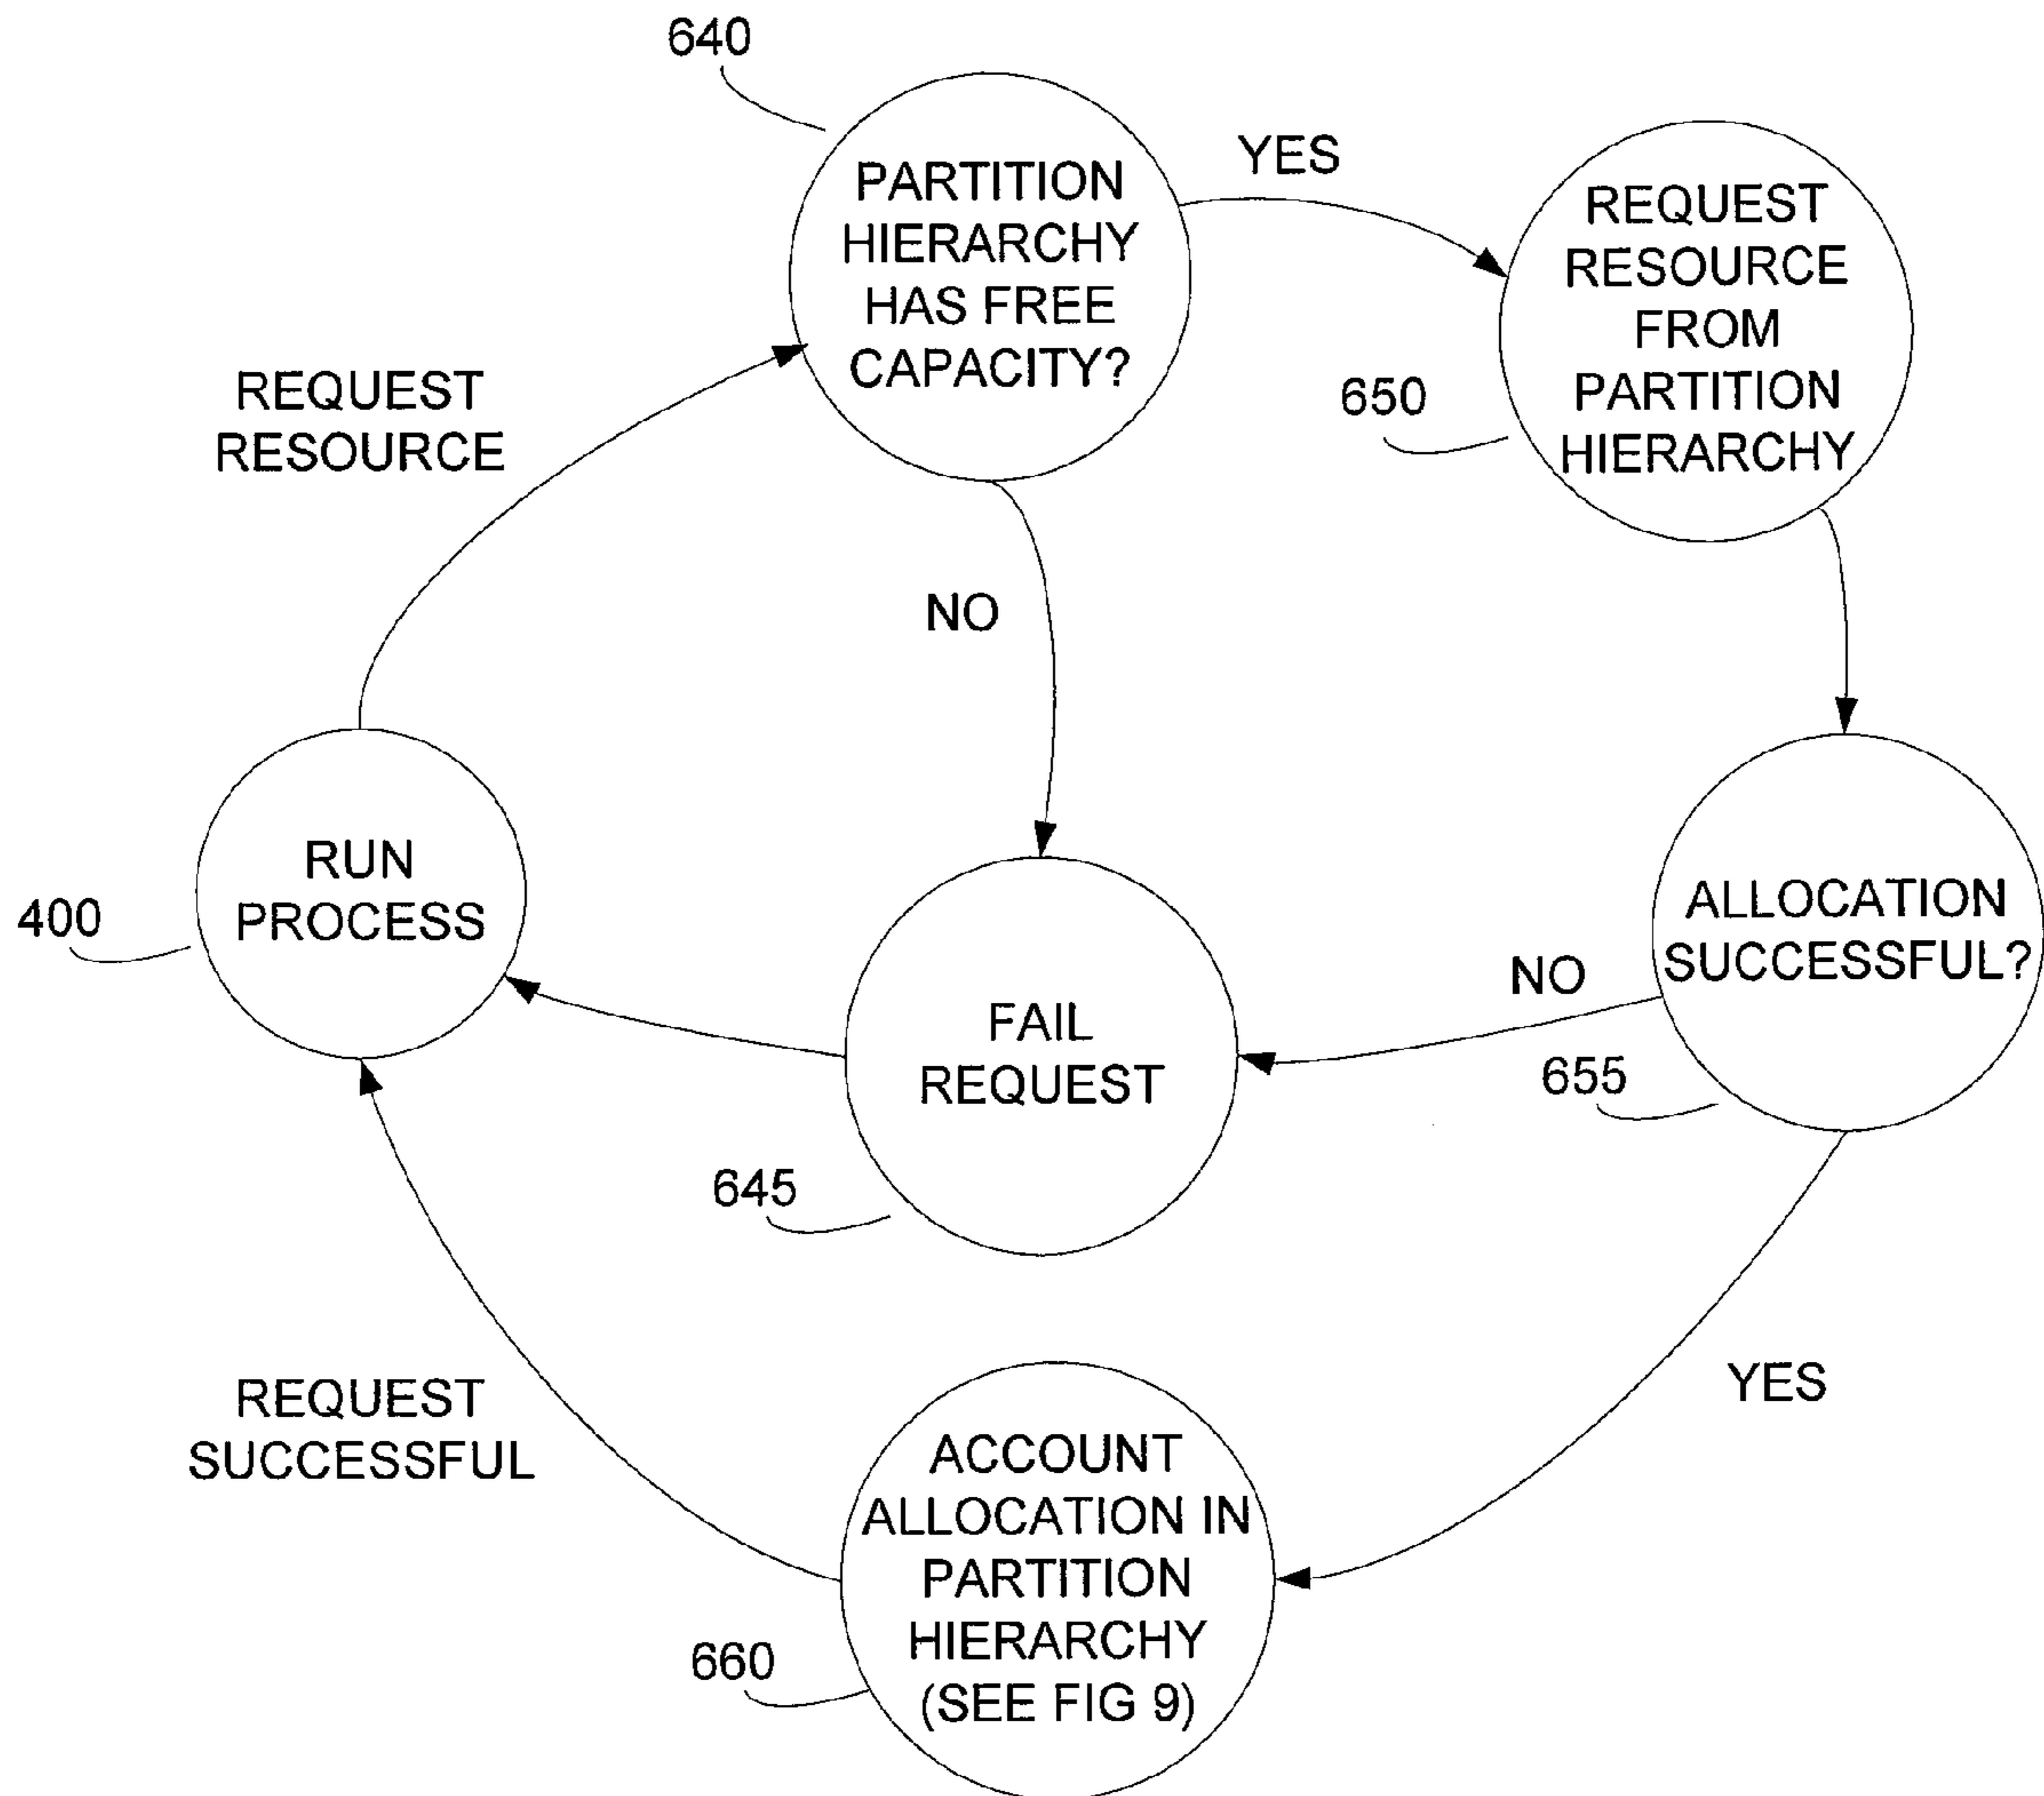 640
PARTITION
HIERARCHY
HAS FREE
CAPACITY?
YES
REQUEST
RESOURCE
FROM
PARTITION
HIERARCHY
650
REQUEST
RESOURCE
NO
RUN
PROCESS
400
FAIL
REQUEST
645
NO
ALLOCATION
SUCCESSFUL?
655
YES
REQUEST
SUCCESSFUL
ACCOUNT
ALLOCATION IN
PARTITION
HIERARCHY
(SEE FIG 9)
660